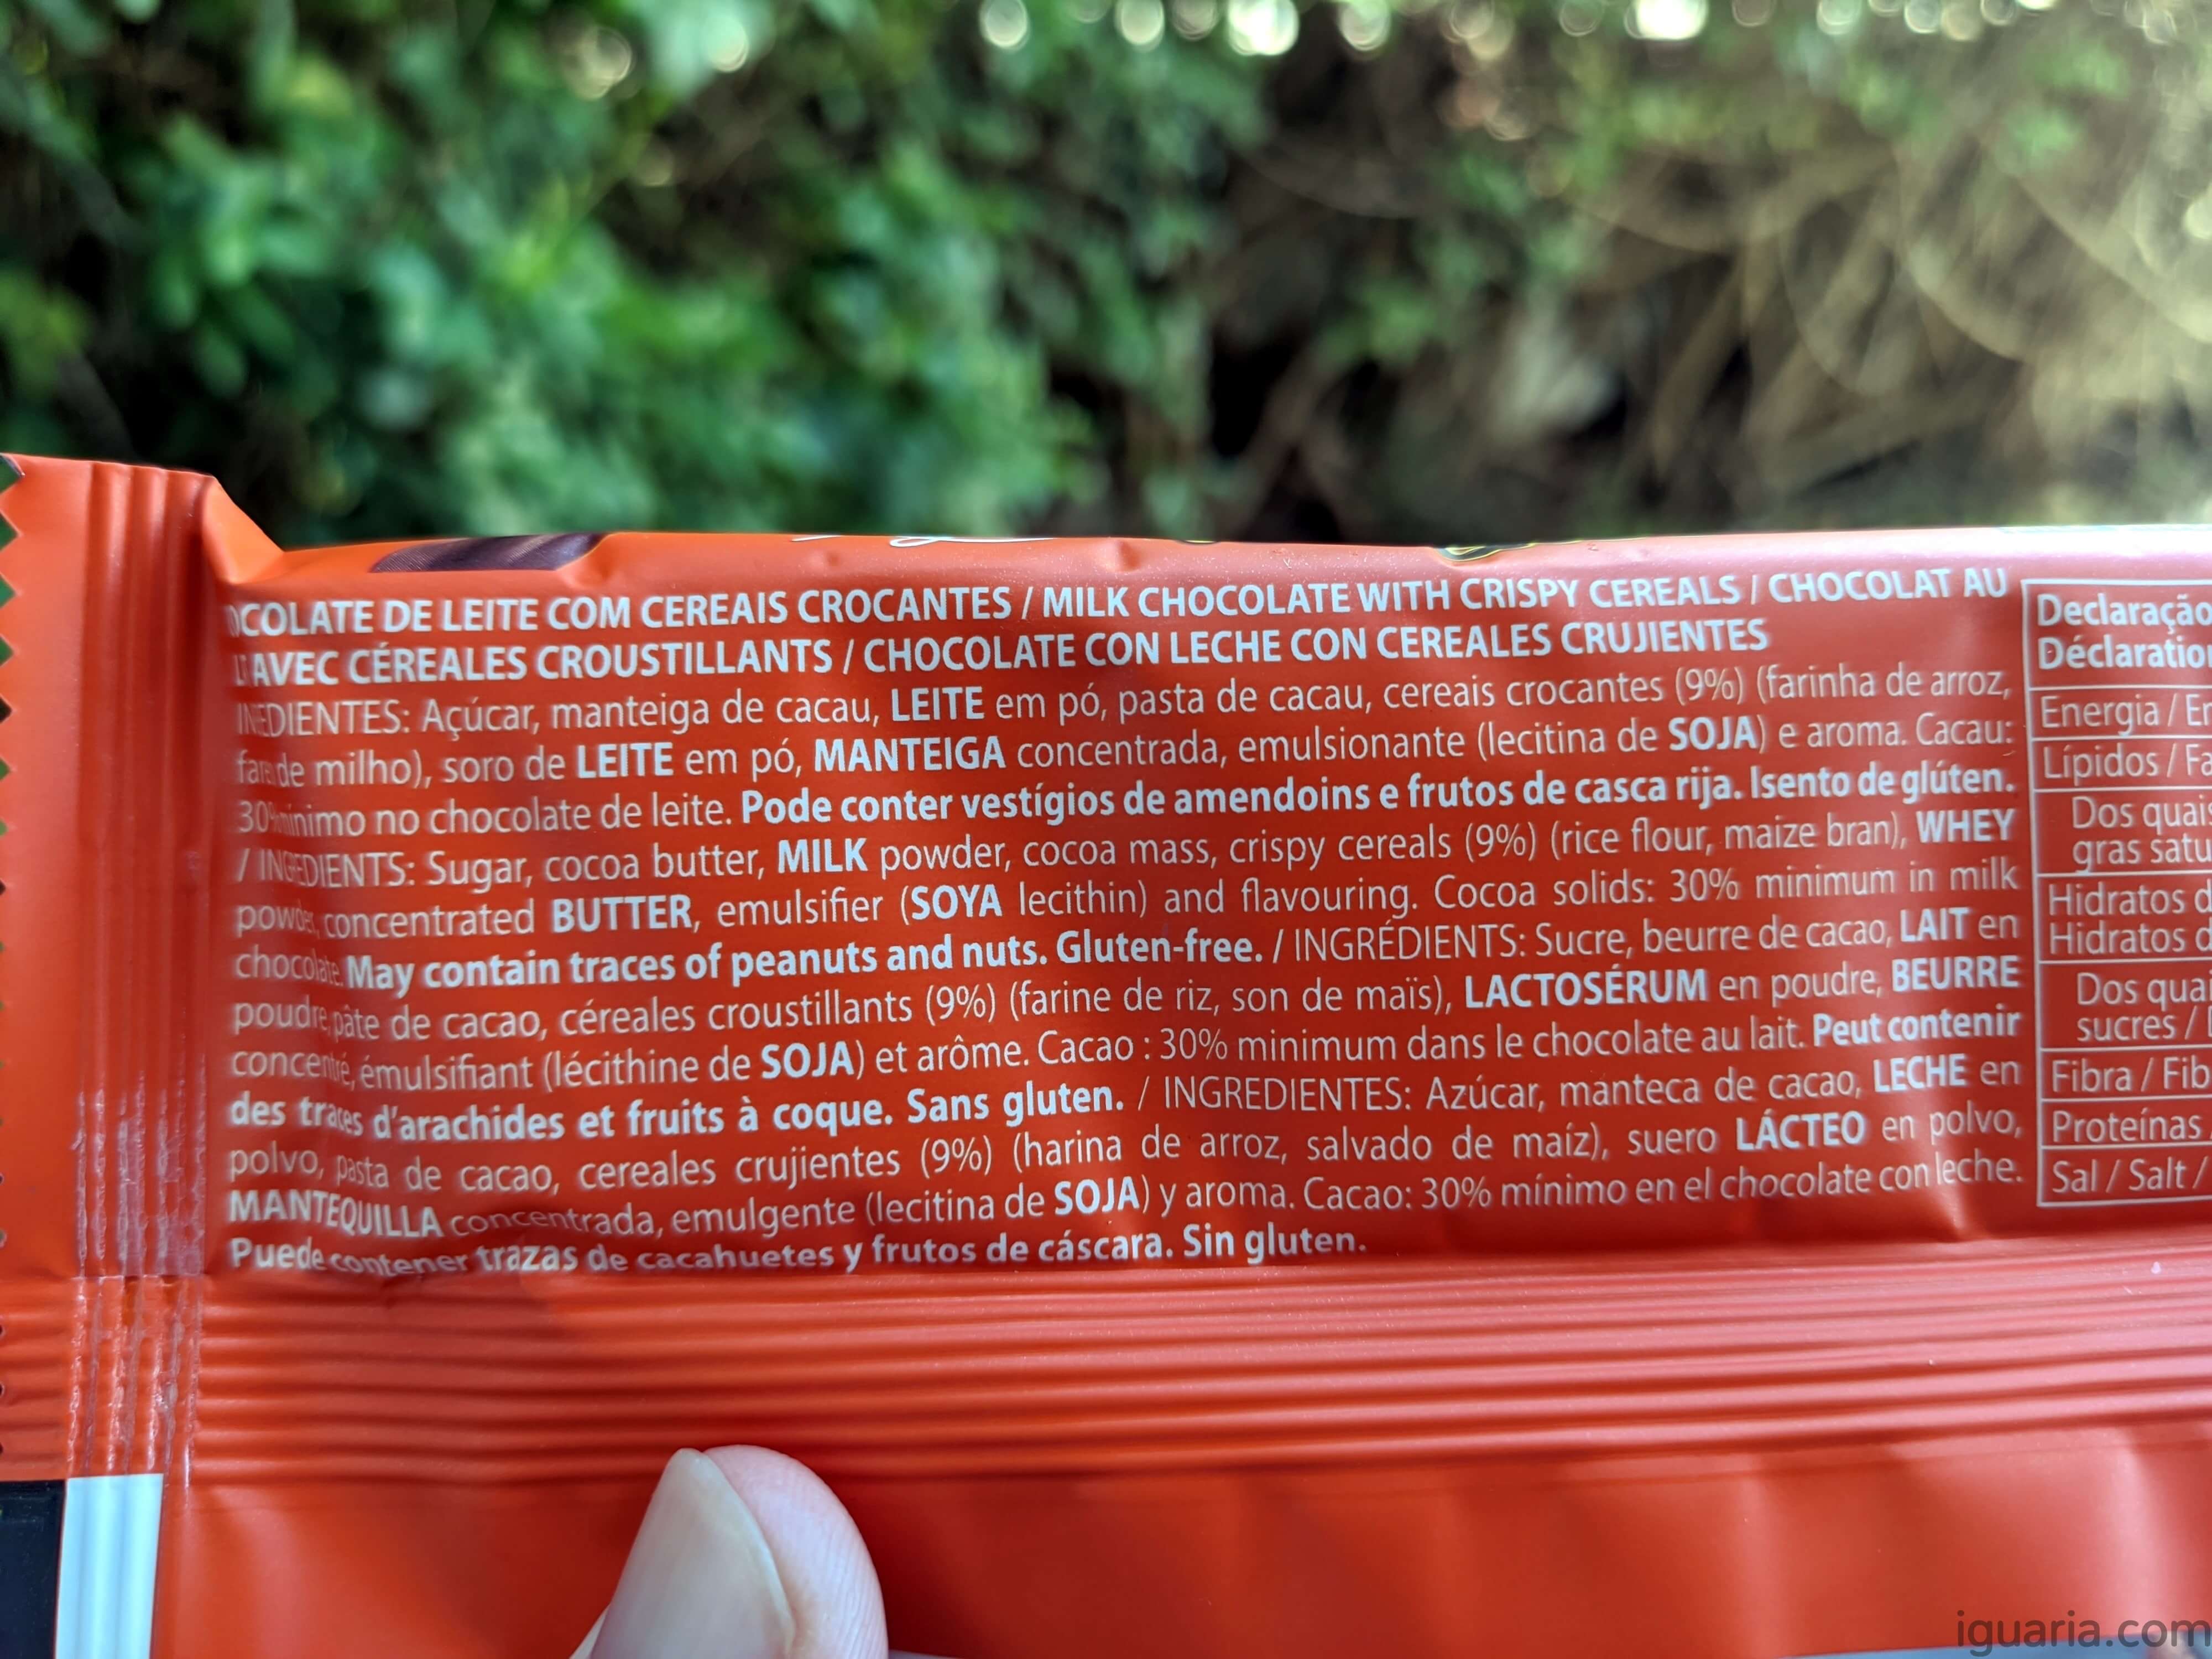 OCOLATE DE LEITE COM CEREAIS CROCANTES / MILK CHOCOLATE WITH CRISPY CEREALS / CHOCOLAT AU
AVEC CÉREALES CROUSTILLANTS / CHOCOLATE CON LECHE CON CEREALES CRUJIENTES
EDIENTES: Açúcar, manteiga de cacau, LEITE em pó, pasta de cacau, cereais crocantes (9%) (farinha de arroz,
de milho), soro de LEITE em pó, MANTEIGA concentrada, emulsionante (lecitina de SOJA) e aroma. Cacau:
no chocolate de leite. Pode conter vestígios de amendoins e frutos de casca rija. Isento de glúten.
/ INGEDIENTS: Sugar, cocoa butter, MILK powder, cocoa mass, crispy cereals (9%) (rice flour, maize bran), WHEY
concentrated BUTTER, emulsifier (SOYA lecithin) and flavouring. Cocoa solids: 30% minimum in milk
May contain traces of peanuts and nuts. Gluten-free. / INGRÉDIENTS: Sucre, beurre de cacao, LAIT en
poudre, pâte de cacao, céreales croustillants (9%) (farine de riz, son de maïs), LACTOSÉRUM en poudre, BEURRE
émulsifiant (lécithine de SOJA) et arôme. Cacao : 30% minimum dans le chocolate au lait. Peut contenir
des traces d'arachides et fruits à coque. Sans gluten. / INGREDIENTES: Azúcar, manteca de cacao, LECHE en
polvo, pasta de cacao, cereales crujientes (9%) (harina de arroz, salvado de maíz), suero LÁCTEO en polvo,
MANTEQUILLA concentrada, emulgente (lecitina de SOJA) y aroma. Cacao: 30% mínimo en el chocolate con leche.
Puede contener trazas de cacahuetes y frutos de cáscara. Sin gluten.
Declaração
Déclaration
Energia / En
Lípidos / Fa
Dos quais
gras satu
Hidratos d
Hidratos d
Dos quai
sucres /
Fibra / Fib
Proteínas
Sal / Salt /
iguaria.com